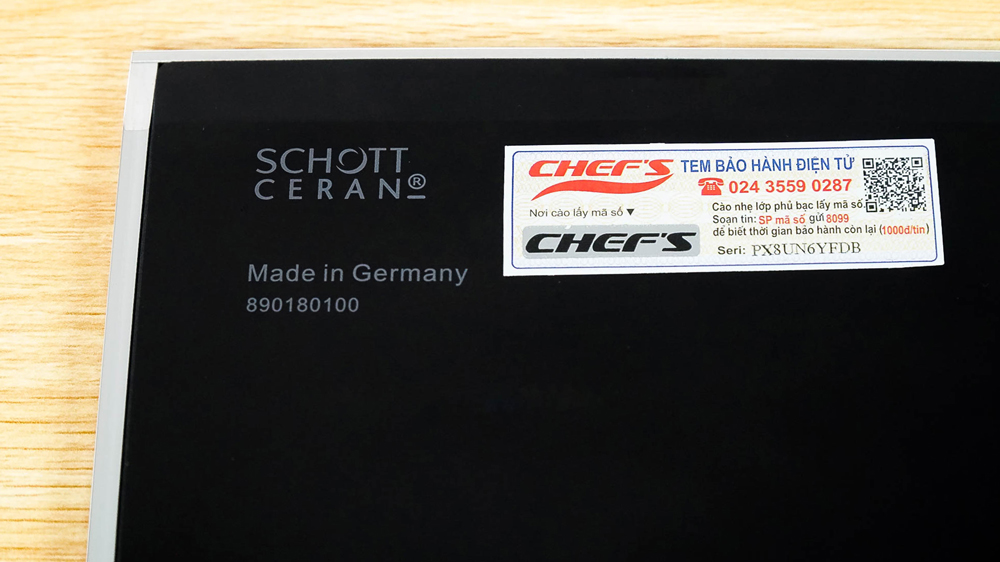 SCHOTT
CERAN®
Made in Germany
890180100
CHEF'S
TEM BẢO HÀNH ĐIỆN TỬ
024 3559 0287
Nơi cào lấy mã số ▼
CHEF'S
Cào nhẹ lớp phủ bạc lấy mã số.
Soạn tin: SP mã số gửi 8099
để biết thời gian bảo hành còn lại (1000đ/tin)
Seri: PX8UN6YFDB